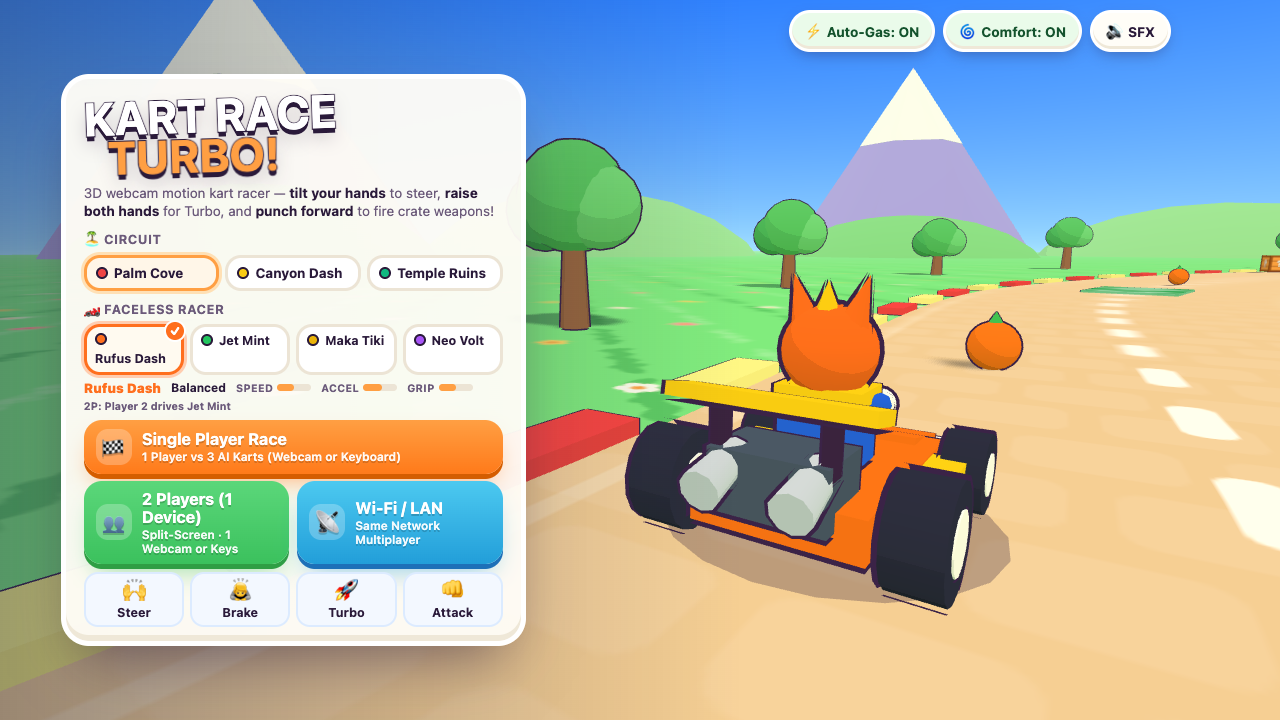 Auto-Gas: ON
Comfort: ON
SFX
KART RACE
TURBO!
3D webcam motion kart racer — tilt your hands to steer, raise
both hands for Turbo, and punch forward to fire crate weapons!
CIRCUIT
Palm Cove
Canyon Dash
Temple Ruins
FACELESS RACER
Rufus Dash
Jet Mint
Maka Tiki
Neo Volt
Rufus Dash Balanced SPEED ACCEL GRIP
2P: Player 2 drives Jet Mint
Single Player Race
1 Player vs 3 AI Karts (Webcam or Keyboard)
2 Players (1
Device)
Split-Screen · 1
Webcam or Keys
Wi-Fi / LAN
Same Network
Multiplayer
Steer
Brake
Turbo
Attack